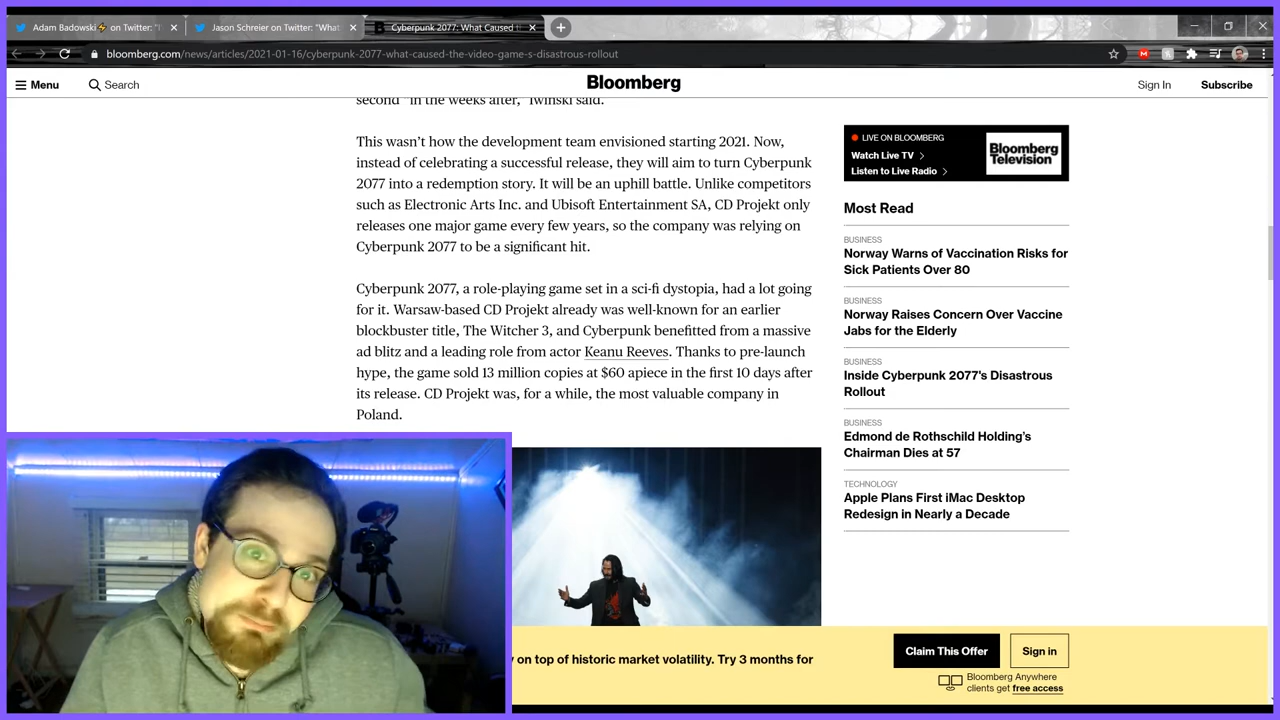 Adam Badowski⚡ on Twitter: "
Jason Schreier on Twitter: "What
Cyberpunk 2077: What Caused t
bloomberg.com/news/articles/2021-01-16/cyberpunk-2077-what-caused-the-video-game-s-disastrous-rollout
Menu
Search
Bloomberg
Sign In
Subscribe
second" in the weeks after," Iwinski said.
This wasn't how the development team envisioned starting 2021. Now,
instead of celebrating a successful release, they will aim to turn Cyberpunk
2077 into a redemption story. It will be an uphill battle. Unlike competitors
such as Electronic Arts Inc. and Ubisoft Entertainment SA, CD Projekt only
releases one major game every few years, so the company was relying on
Cyberpunk 2077 to be a significant hit.
Cyberpunk 2077, a role-playing game set in a sci-fi dystopia, had a lot going
for it. Warsaw-based CD Projekt already was well-known for an earlier
blockbuster title, The Witcher 3, and Cyberpunk benefitted from a massive
ad blitz and a leading role from actor Keanu Reeves. Thanks to pre-launch
hype, the game sold 13 million copies at $60 apiece in the first 10 days after
its release. CD Projekt was, for a while, the most valuable company in
Poland.
LIVE ON BLOOMBERG
Watch Live TV
Listen to Live Radio
Bloomberg
Television
Most Read
BUSINESS
Norway Warns of Vaccination Risks for
Sick Patients Over 80
BUSINESS
Norway Raises Concern Over Vaccine
Jabs for the Elderly
BUSINESS
Inside Cyberpunk 2077's Disastrous
Rollout
BUSINESS
Edmond de Rothschild Holding's
Chairman Dies at 57
TECHNOLOGY
Apple Plans First iMac Desktop
Redesign in Nearly a Decade
on top of historic market volatility. Try 3 months for
Claim This Offer
Sign in
Bloomberg Anywhere
clients get free access